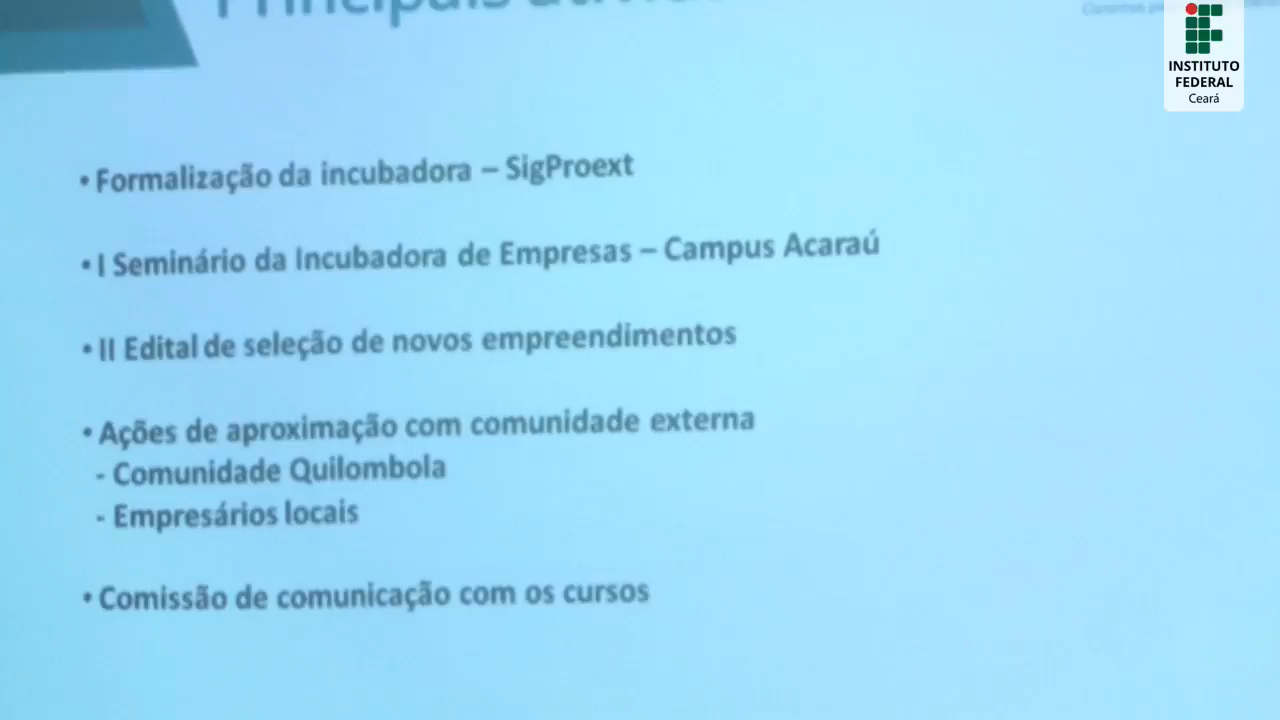 Principais
INSTITUTO
FEDERAL
Ceará
• Formalização da incubadora – SigProext
• I Seminário da Incubadora de Empresas – Campus Acaraú
• II Edital de seleção de novos empreendimentos
• Ações de aproximação com comunidade externa
- Comunidade Quilombola
- Empresários locais
• Comissão de comunicação com os cursos